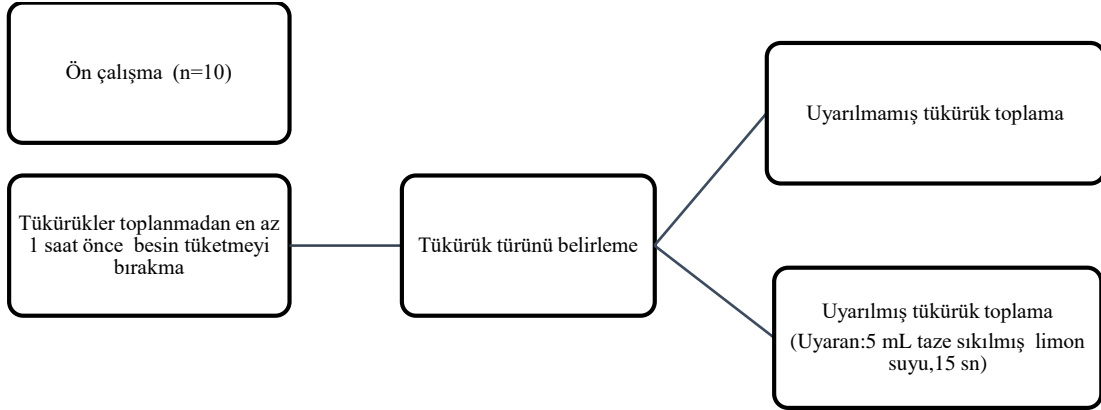 Ön çalışma (n=10)
Tükürükler toplanmadan en az
1 saat önce besin tüketmeyi
bırakma
Tükürük türünü belirleme
Uyarılmamış tükürük toplama
Uyarılmış tükürük toplama
(Uyaran:5 mL taze sıkılmış limon
suyu,15 sn)